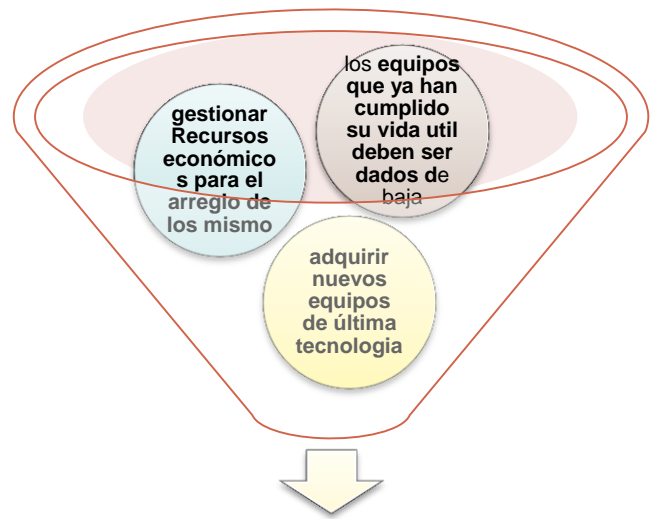 gestionar
Recursos
económico
s para el
arreglo de
los mismo
los equipos
que ya han
cumplido
su vida util
deben ser
dados de
baja
adquirir
nuevos
equipos
de última
tecnologia